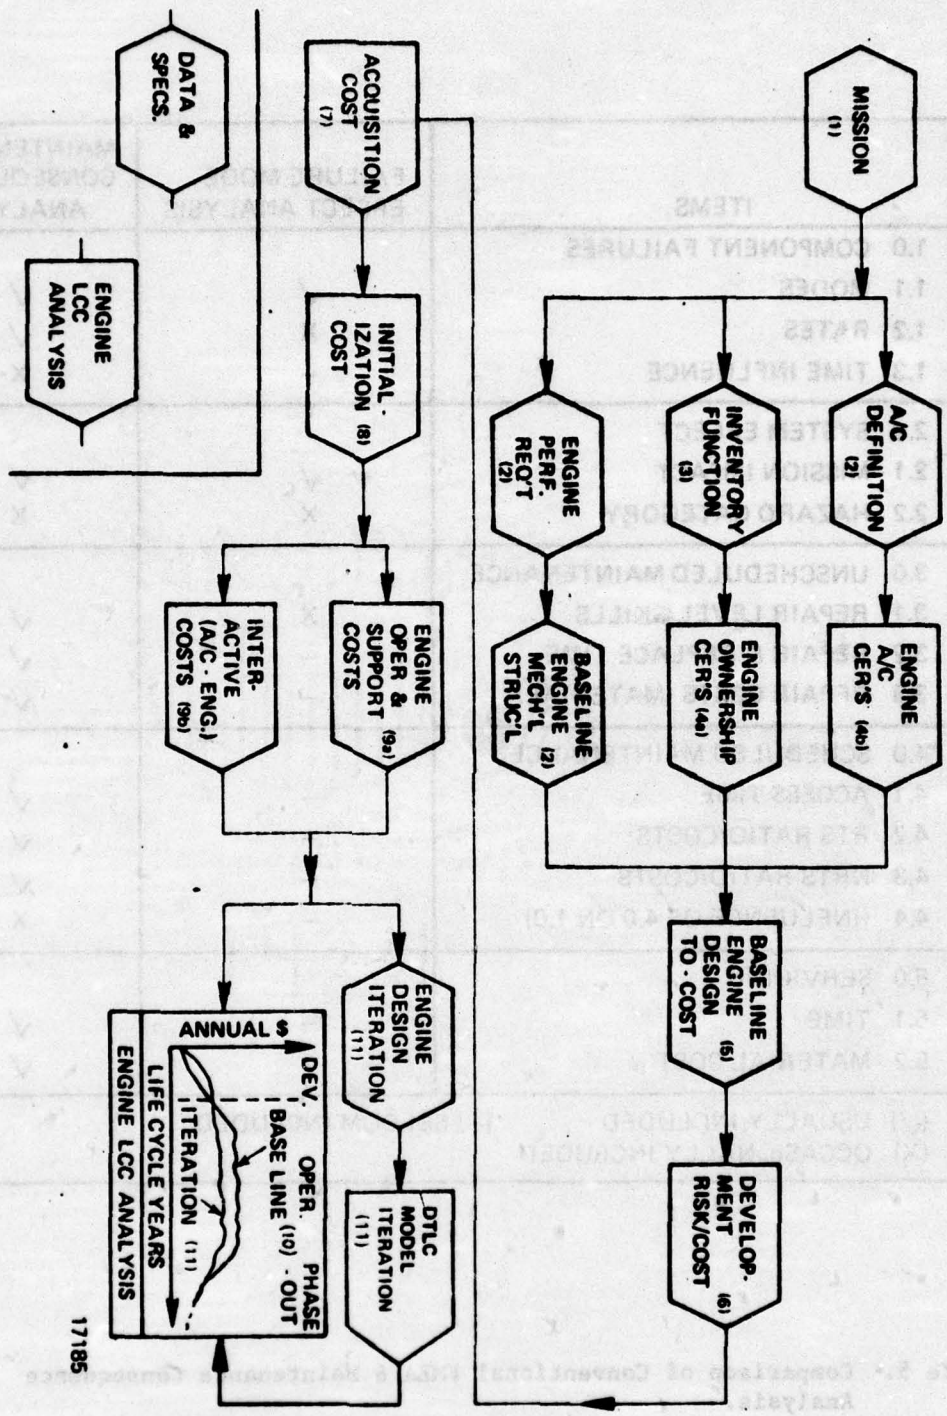 MISSION
(1)
A/C
DEFINITION
(2)
INVENTORY
FUNCTION
(3)
ENGINE
PERF.
REQ'T
(2)
ENGINE
A/C
CER'S (4b)
ENGINE
OWNERSHIP
CER'S (4a)
BASELINE
ENGINE (2)
MECH'L
STRUC'L
BASELINE
ENGINE (5)
DESIGN
TO - COST
DEVELOP-
MENT (6)
RISK/COST
ACQUISITION
COST
(7)
INITIAL -
IZATION (8)
COST
ENGINE
OPER &
SUPPORT (9a)
COSTS
INTER
ACTIVE
(A/C - ENG.)
COSTS (9b)
ENGINE
DESIGN
ITERATION
(11)
DTLC
MODEL
ITERATION
(11)
ANNUAL $
DEV. OPER. PHASE
BASE LINE (10) - OUT
ITERATION (11)
LIFE CYCLE YEARS
ENGINE LCC ANALYSIS
DATA &
SPECS.
ENGINE
LCC
ANALYSIS
17185